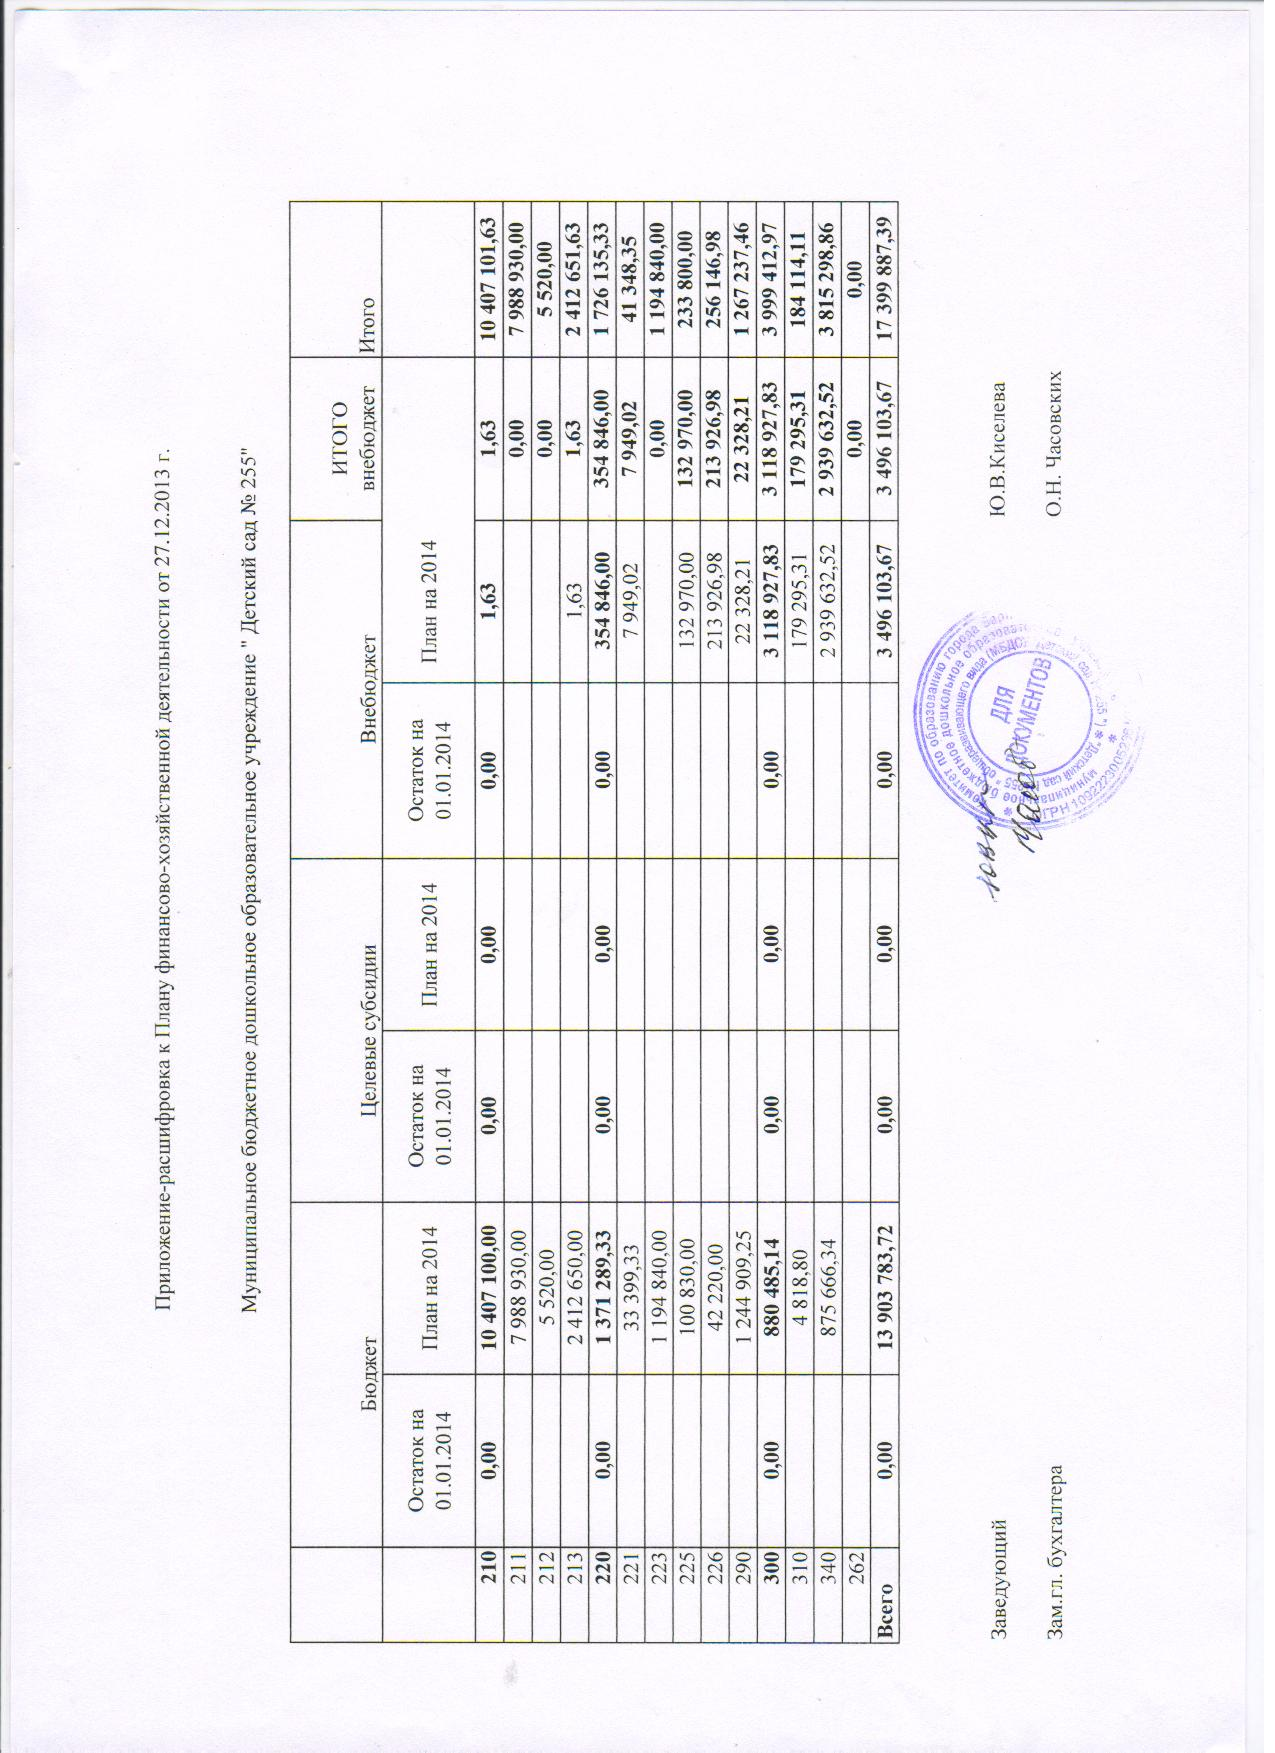 Приложение-расшифровка к Плану финансово-хозяйственной деятельности от 27.12.2013 г.
Муниципальное бюджетное дошкольное образовательное учреждение " Детский сад № 255"
Бюджет Целевые субсидии Внебюджет ИТОГО внебюджет Итого
Остаток на 01.01.2014 План на 2014 Остаток на 01.01.2014 План на 2014 Остаток на 01.01.2014 План на 2014
210 0,00 10 407 100,00 0,00 0,00 0,00 1,63 1,63 10 407 101,63
211 7 988 930,00 0,00 7 988 930,00
212 5 520,00 0,00 5 520,00
213 2 412 650,00 1,63 1,63 2 412 651,63
220 0,00 1 371 289,33 0,00 0,00 0,00 354 846,00 354 846,00 1 726 135,33
221 33 399,33 7 949,02 7 949,02 41 348,35
223 1 194 840,00 0,00 1 194 840,00
225 100 830,00 132 970,00 132 970,00 233 800,00
226 42 220,00 213 926,98 213 926,98 256 146,98
290 1 244 909,25 22 328,21 22 328,21 1 267 237,46
300 0,00 880 485,14 0,00 0,00 0,00 3 118 927,83 3 118 927,83 3 999 412,97
310 4 818,80 179 295,31 179 295,31 184 114,11
340 875 666,34 2 939 632,52 2 939 632,52 3 815 298,86
262 0,00 0,00
Всего 0,00 13 903 783,72 0,00 0,00 0,00 3 496 103,67 3 496 103,67 17 399 887,39
Заведующий Ю.В.Киселева
Зам.гл. бухгалтера О.Н. Часовских
ДЛЯ
ДОКУМЕНТОВ